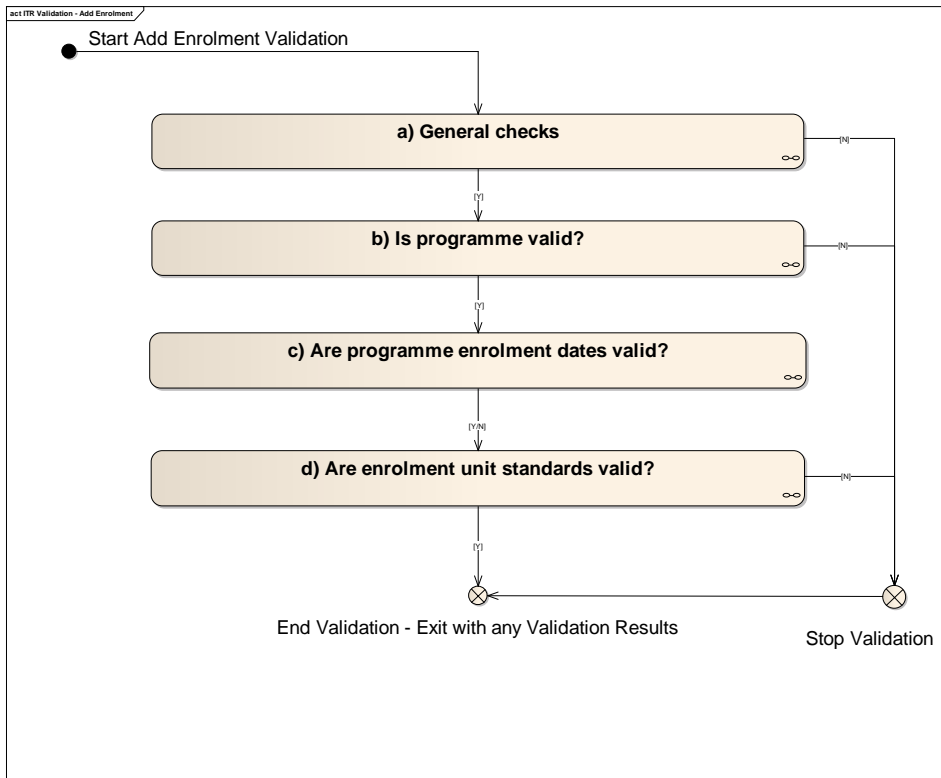 act ITR Validation - Add Enrolment
Start Add Enrolment Validation
a) General checks
[N]
[Y]
b) Is programme valid?
[N]
[Y]
c) Are programme enrolment dates valid?
[Y/N]
d) Are enrolment unit standards valid?
[N]
[Y]
End Validation - Exit with any Validation Results
Stop Validation